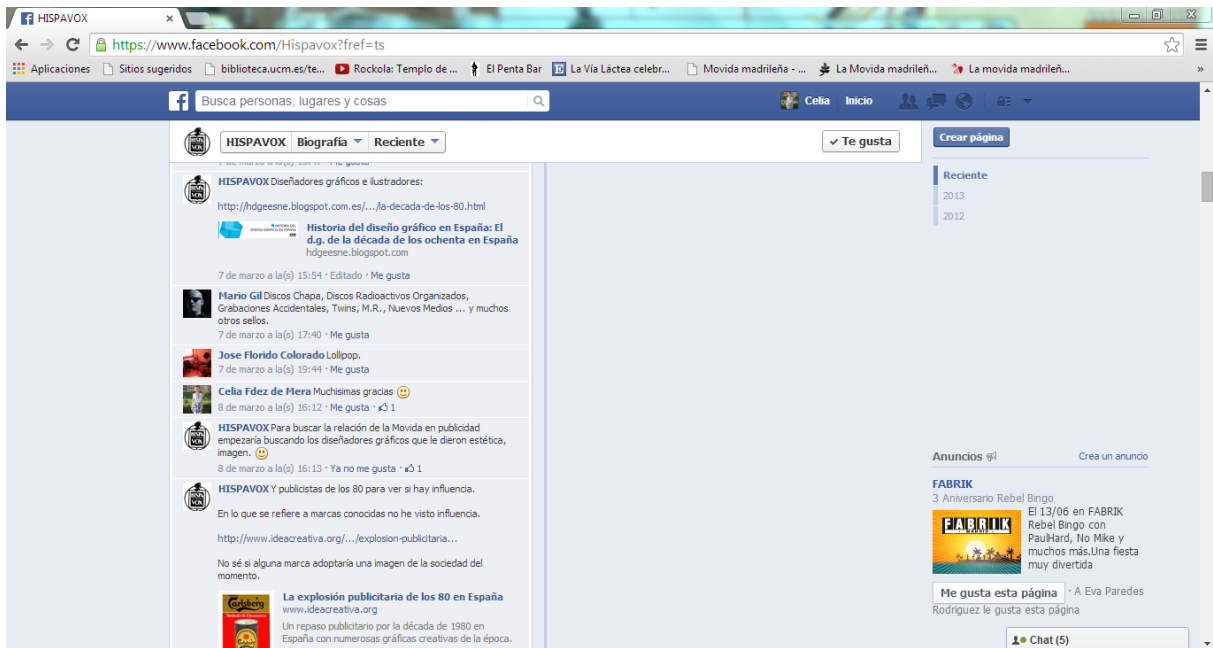 HISPAVOX
https://www.facebook.com/Hispavox?fref=ts
Aplicaciones Sitios sugeridos biblioteca.ucm.es/te... Rockola: Templo de ... El Penta Bar La Vía Láctea celebr... Movida madrileña - ... La Movida madrileñ... La movida madrileñ... »
Busca personas, lugares y cosas
Celia Inicio
HISPAVOX Biografía Reciente
Te gusta
Crear página
Reciente
2013
2012
HISPAVOX Diseñadores gráficos e ilustradores:
http://hdgeesne.blogspot.com.es/.../la-decada-de-los-80.html
Historia del diseño gráfico en España: El
d.g. de la década de los ochenta en España
hdgeesne.blogspot.com
7 de marzo a la(s) 15:54 · Editado · Me gusta
Mario Gil Discos Chapa, Discos Radioactivos Organizados,
Grabaciones Accidentales, Twins, M.R., Nuevos Medios ... y muchos
otros sellos.
7 de marzo a la(s) 17:40 · Me gusta
Jose Florido Colorado Lolipop.
7 de marzo a la(s) 19:44 · Me gusta
Celia Fdez de Mera Muchisimas gracias
8 de marzo a la(s) 16:12 · Me gusta · 1
HISPAVOX Para buscar la relación de la Movida en publicidad
empezaría buscando los diseñadores gráficos que le dieron estética,
imagen.
8 de marzo a la(s) 16:13 · Ya no me gusta · 1
HISPAVOX Y publicistas de los 80 para ver si hay influencia.
En lo que se refiere a marcas conocidas no he visto influencia.
http://www.ideacreativa.org/.../explosion-publicitaria...
No sé si alguna marca adoptaría una imagen de la sociedad del
momento.
Carlsberg
La explosión publicitaria de los 80 en España
www.ideacreativa.org
Un repaso publicitario por la década de 1980 en
España con numerosas gráficas creativas de la época.
Anuncios
Crea un anuncio
FABRIK
3 Aniversario Rebel Bingo
FABRIK
El 13/06 en FABRIK
Rebel Bingo con
PaulHard, No Mike y
muchos más.Una fiesta
muy divertida
Me gusta esta página · A Eva Paredes
Rodriguez le gusta esta página
Chat (5)